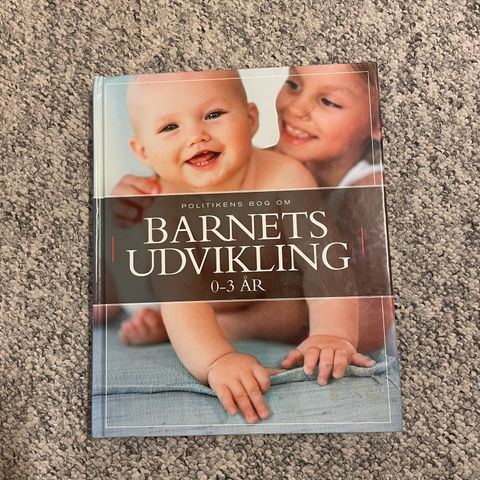 POLITIKENS BOG OM
BARNETS
UDVIKLING
0-3 ÅR